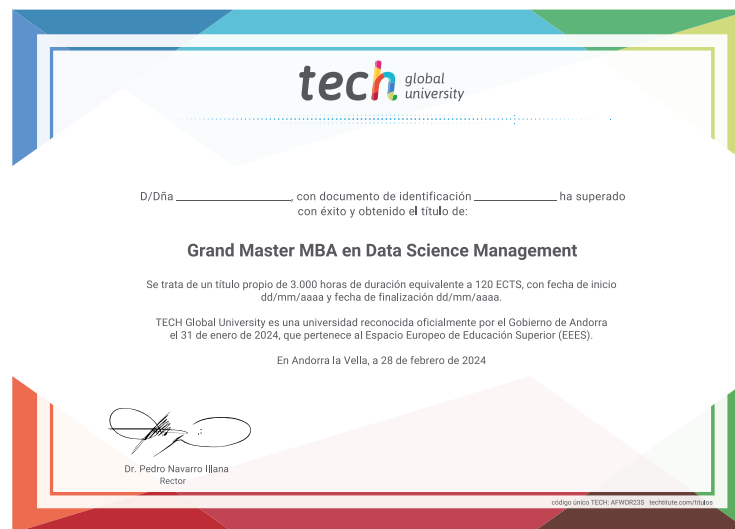 tech global university
D/Dña ____________________, con documento de identificación ______________ ha superado
con éxito y obtenido el título de:
Grand Master MBA en Data Science Management
Se trata de un título propio de 3.000 horas de duración equivalente a 120 ECTS, con fecha de inicio
dd/mm/aaaa y fecha de finalización dd/mm/aaaa.
TECH Global University es una universidad reconocida oficialmente por el Gobierno de Andorra
el 31 de enero de 2024, que pertenece al Espacio Europeo de Educación Superior (EEES).
En Andorra la Vella, a 28 de febrero de 2024
Dr. Pedro Navarro Illana
Rector
código único TECH: AFWOR23S techtitute.com/titulos